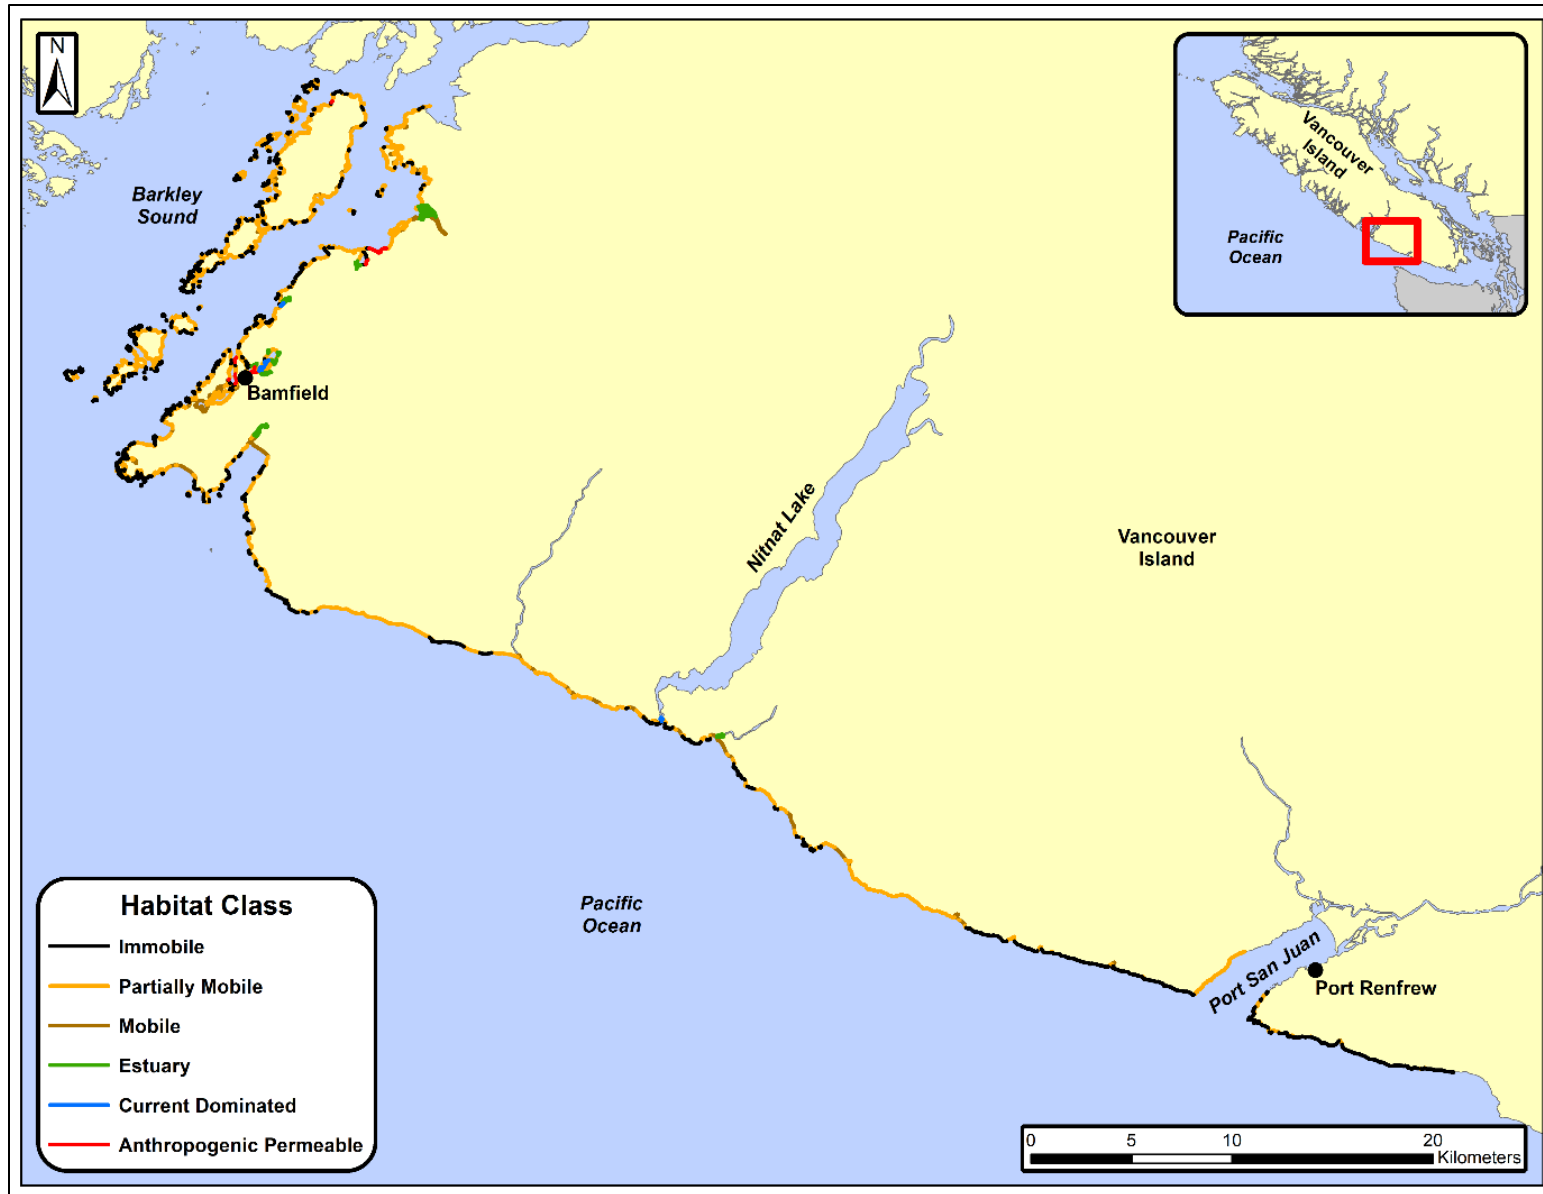 N
Barkley
Sound
Vancouver
Island
Pacific
Ocean
Bamfield
Nitnat Lake
Vancouver
Island
Pacific
Ocean
Port San Juan
Port Renfrew
Habitat Class
Immobile
Partially Mobile
Mobile
Estuary
Current Dominated
Anthropogenic Permeable
0 5 10 20
Kilometers